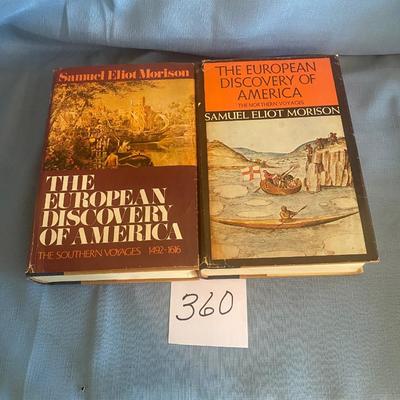 Samuel Eliot Morison
THE
EUROPEAN
DISCOVERY
OF AMERICA
THE SOUTHERN VOYAGES 1492-1616
THE EUROPEAN
DISCOVERY OF
AMERICA
THE NORTHERN VOYAGES
SAMUEL ELIOT MORISON
360